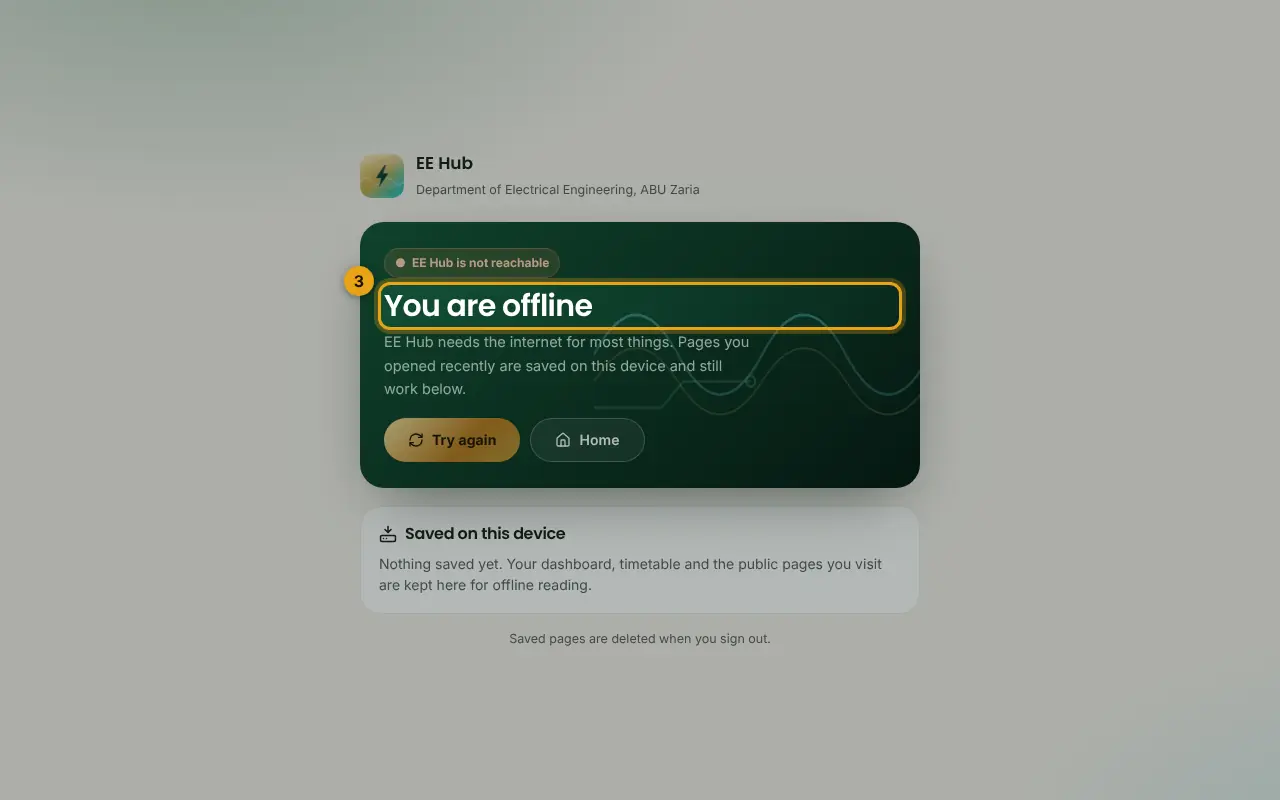 EE Hub
Department of Electrical Engineering, ABU Zaria
EE Hub is not reachable
3
You are offline
EE Hub needs the internet for most things. Pages you
opened recently are saved on this device and still
work below.
Try again
Home
Saved on this device
Nothing saved yet. Your dashboard, timetable and the public pages you visit
are kept here for offline reading.
Saved pages are deleted when you sign out.